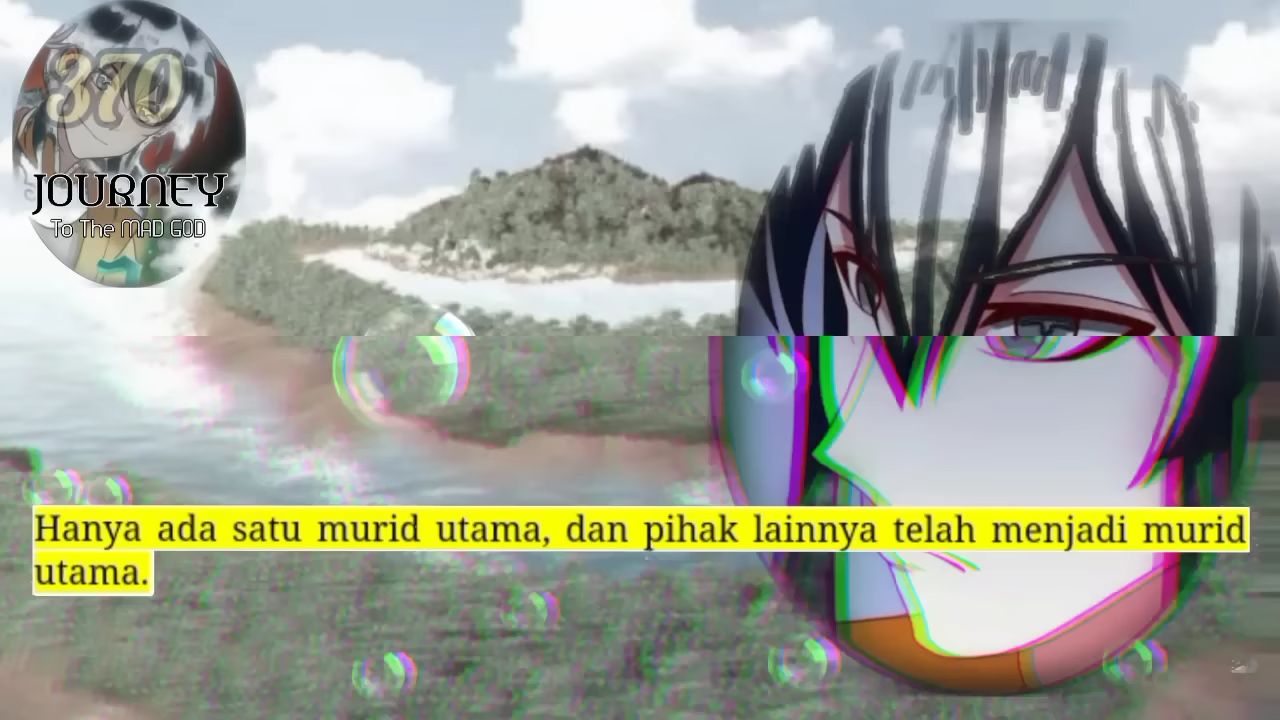 370
JOURNEY
To The MAD GOD
Hanya ada satu murid utama, dan pihak lainnya telah menjadi murid
utama.